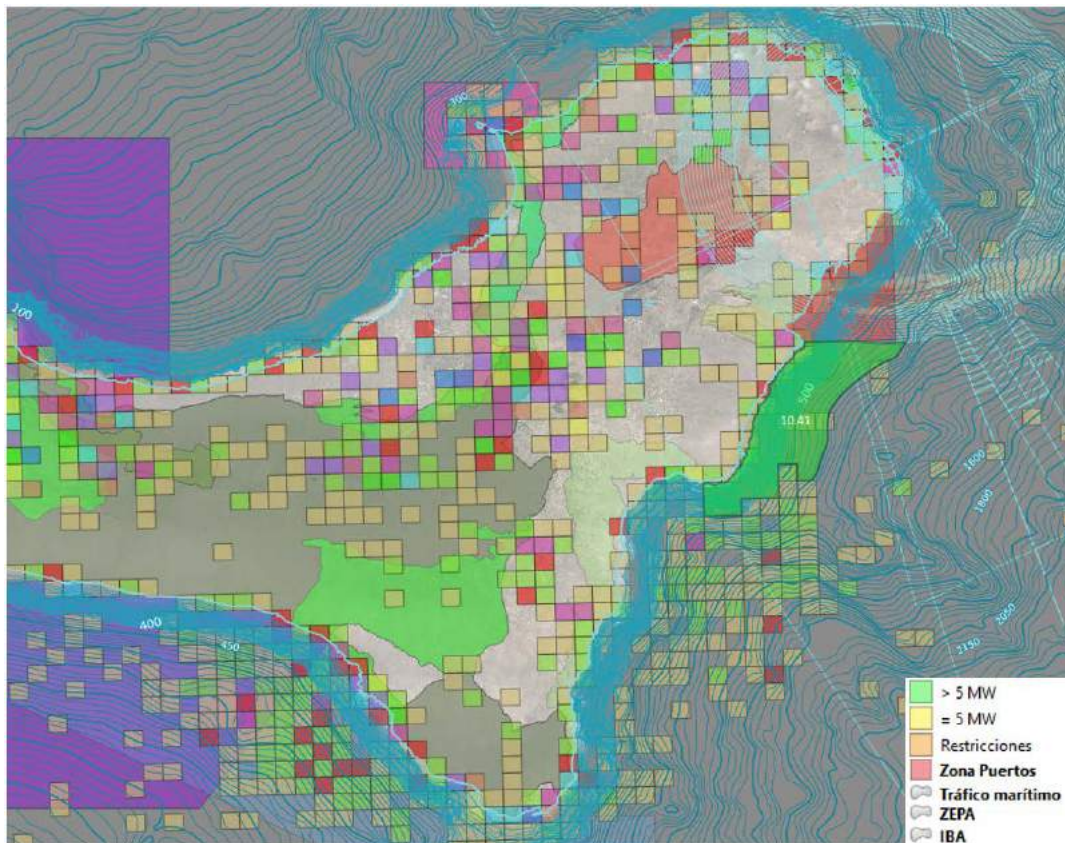 300
100
500
10.41
1600
1800
400
450
2050
2150
> 5 MW
= 5 MW
Restricciones
Zona Puertos
Tráfico marítimo
ZEPA
IBA